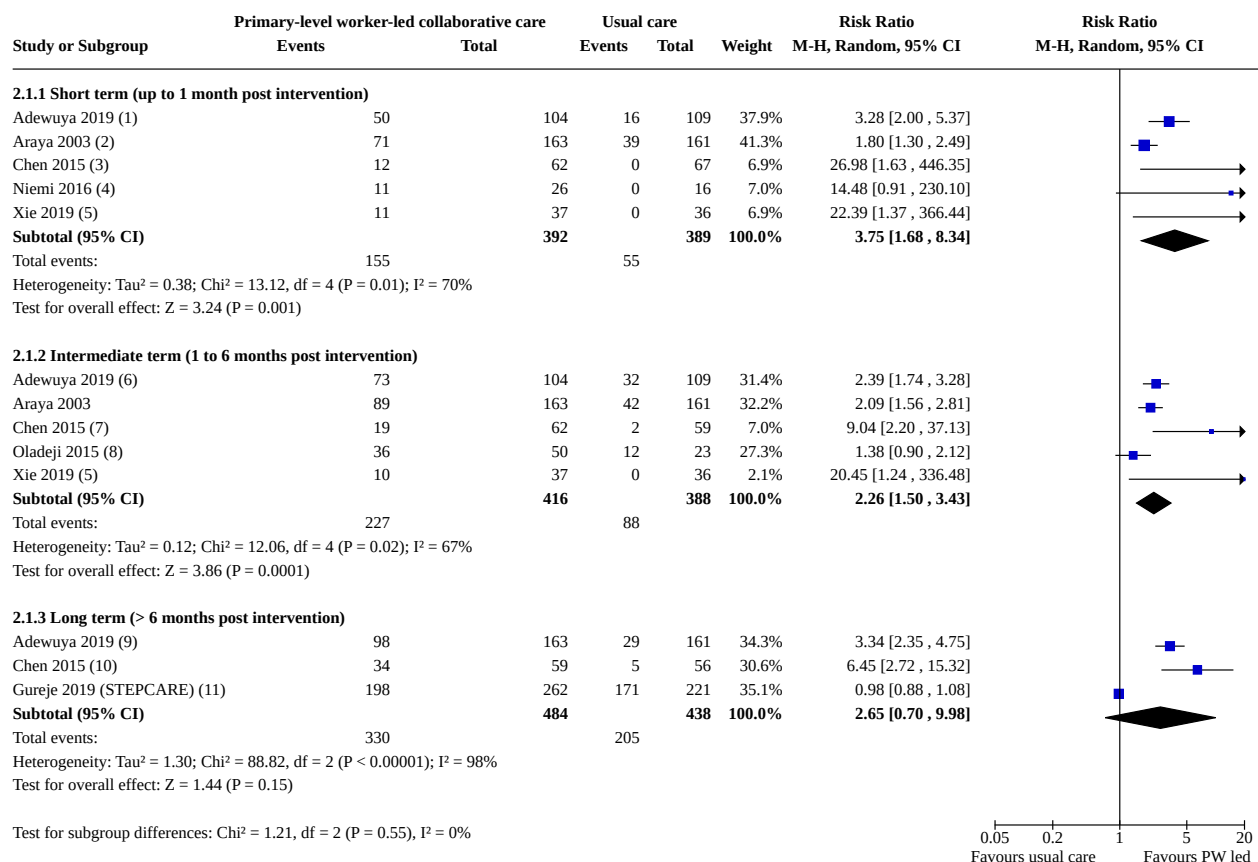 Primary-level worker-led collaborative care Usual care Risk Ratio Risk Ratio
Study or Subgroup Events Total Events Total Weight M-H, Random, 95% CI M-H, Random, 95% CI
2.1.1 Short term (up to 1 month post intervention)
Adewuya 2019 (1) 50 104 16 109 37.9% 3.28 [2.00 , 5.37]
Araya 2003 (2) 71 163 39 161 41.3% 1.80 [1.30 , 2.49]
Chen 2015 (3) 12 62 0 67 6.9% 26.98 [1.63 , 446.35]
Niemi 2016 (4) 11 26 0 16 7.0% 14.48 [0.91 , 230.10]
Xie 2019 (5) 11 37 0 36 6.9% 22.39 [1.37 , 366.44]
Subtotal (95% CI) 392 389 100.0% 3.75 [1.68 , 8.34]
Total events: 155 55
Heterogeneity: Tau² = 0.38; Chi² = 13.12, df = 4 (P = 0.01); I² = 70%
Test for overall effect: Z = 3.24 (P = 0.001)
2.1.2 Intermediate term (1 to 6 months post intervention)
Adewuya 2019 (6) 73 104 32 109 31.4% 2.39 [1.74 , 3.28]
Araya 2003 89 163 42 161 32.2% 2.09 [1.56 , 2.81]
Chen 2015 (7) 19 62 2 59 7.0% 9.04 [2.20 , 37.13]
Oladeji 2015 (8) 36 50 12 23 27.3% 1.38 [0.90 , 2.12]
Xie 2019 (5) 10 37 0 36 2.1% 20.45 [1.24 , 336.48]
Subtotal (95% CI) 416 388 100.0% 2.26 [1.50 , 3.43]
Total events: 227 88
Heterogeneity: Tau² = 0.12; Chi² = 12.06, df = 4 (P = 0.02); I² = 67%
Test for overall effect: Z = 3.86 (P = 0.0001)
2.1.3 Long term (> 6 months post intervention)
Adewuya 2019 (9) 98 163 29 161 34.3% 3.34 [2.35 , 4.75]
Chen 2015 (10) 34 59 5 56 30.6% 6.45 [2.72 , 15.32]
Gureje 2019 (STEPCARE) (11) 198 262 171 221 35.1% 0.98 [0.88 , 1.08]
Subtotal (95% CI) 484 438 100.0% 2.65 [0.70 , 9.98]
Total events: 330 205
Heterogeneity: Tau² = 1.30; Chi² = 88.82, df = 2 (P < 0.00001); I² = 98%
Test for overall effect: Z = 1.44 (P = 0.15)
Test for subgroup differences: Chi² = 1.21, df = 2 (P = 0.55), I² = 0%
0.05 0.2 1 5 20
Favours usual care Favours PW led